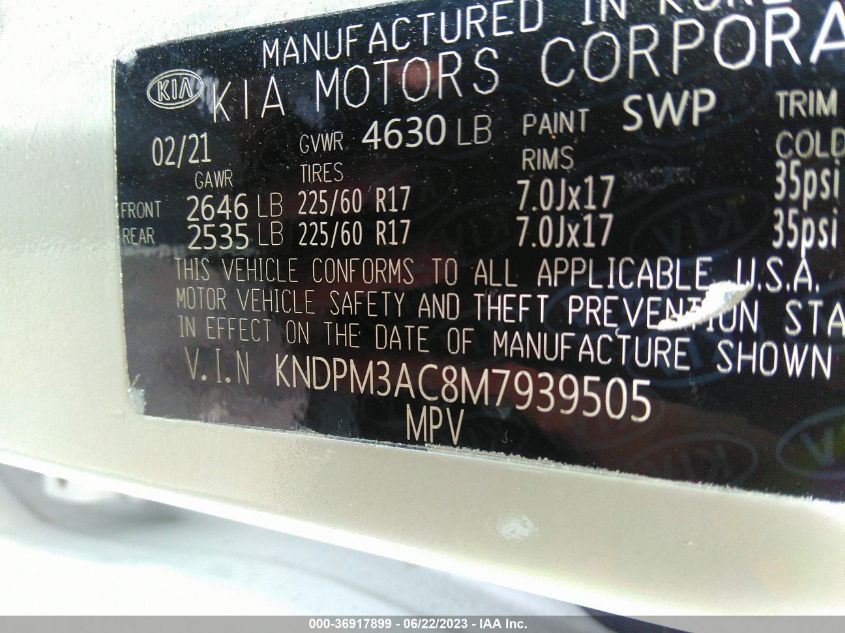 MANUFACTURED IN
KIA KIA MOTORS
02/21 GVWR 4630 LB PAINT SWP TRIM
GAWR TIRES RIMS COLD
FRONT 2646 LB 225/60 R17 7.0Jx17 35psi
REAR 2535 LB 225/60 R17 7.0Jx17 35psi
THIS VEHICLE CONFORMS TO ALL APPLICABLE U.S.A.
MOTOR VEHICLE SAFETY AND THEFT PREVENTION
IN EFFECT ON THE DATE OF MANUFACTURE SHOWN
V.I.N KNDPM3AC8M7939505
MPV
000-36917899 - 06/22/2023 - IAA Inc.